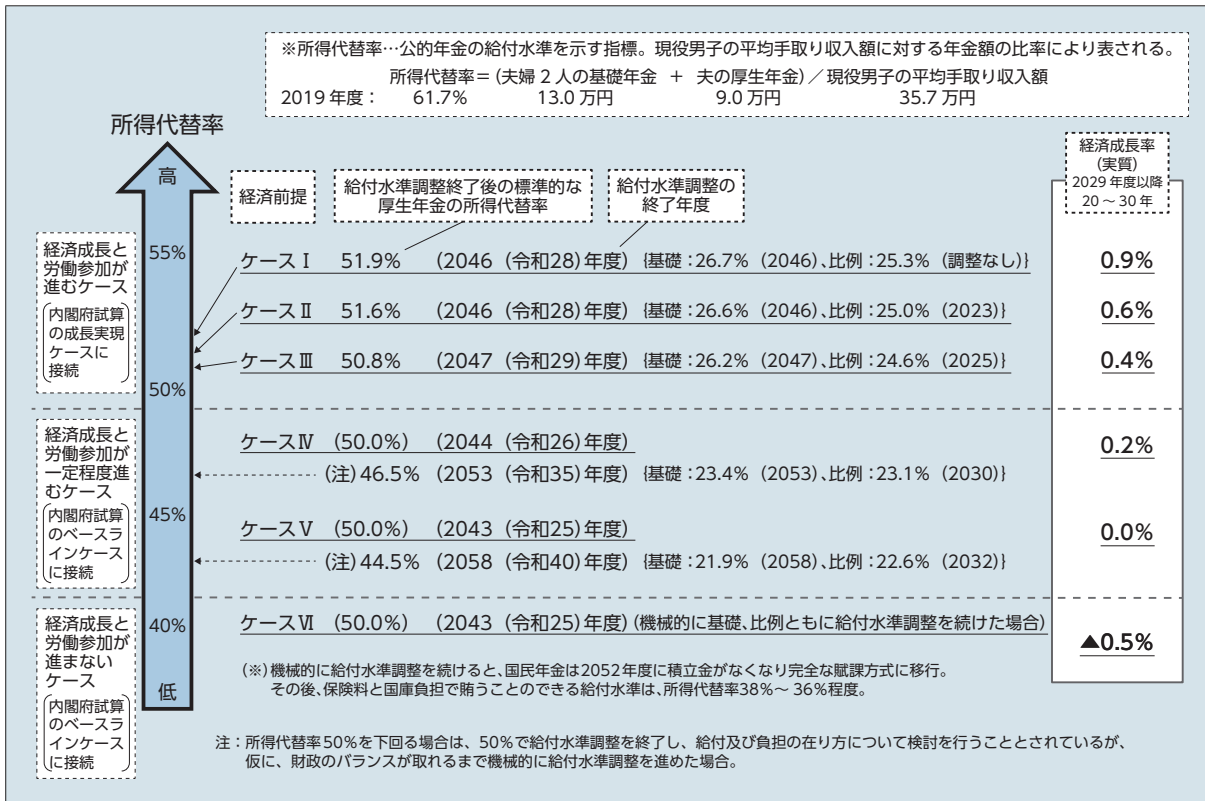 ※所得代替率…公的年金の給付水準を示す指標。現役男子の平均手取り収入額に対する年金額の比率により表される。
所得代替率＝（夫婦２人の基礎年金 ＋ 夫の厚生年金）／現役男子の平均手取り収入額
2019年度： 61.7% 13.0万円 9.0万円 35.7万円
所得代替率
高
55%
50%
45%
40%
低
経済前提
給付水準調整終了後の標準的な
厚生年金の所得代替率
給付水準調整の
終了年度
経済成長率
（実質）
2029年度以降
20～30年
経済成長と
労働参加が
進むケース
内閣府試算
の成長実現
ケースに
接続
ケースⅠ 51.9% （2046（令和28）年度）｛基礎：26.7%（2046）、比例：25.3%（調整なし）｝ 0.9%
ケースⅡ 51.6% （2046（令和28）年度）｛基礎：26.6%（2046）、比例：25.0%（2023）｝ 0.6%
ケースⅢ 50.8% （2047（令和29）年度）｛基礎：26.2%（2047）、比例：24.6%（2025）｝ 0.4%
経済成長と
労働参加が
一定程度進
むケース
内閣府試算
のベースラ
インケース
に接続
ケースⅣ （50.0%）（2044（令和26）年度） 0.2%
（注）46.5% （2053（令和35）年度）｛基礎：23.4%（2053）、比例：23.1%（2030）｝
ケースⅤ （50.0%）（2043（令和25）年度） 0.0%
（注）44.5% （2058（令和40）年度）｛基礎：21.9%（2058）、比例：22.6%（2032）｝
経済成長と
労働参加が
進まない
ケース
内閣府試算
のベースラ
インケース
に接続
ケースⅥ （50.0%）（2043（令和25）年度）（機械的に基礎、比例ともに給付水準調整を続けた場合） ▲0.5%
（※）機械的に給付水準調整を続けると、国民年金は2052年度に積立金がなくなり完全な賦課方式に移行。
その後、保険料と国庫負担で賄うことのできる給付水準は、所得代替率38%～36%程度。
注：所得代替率50%を下回る場合は、50%で給付水準調整を終了し、給付及び負担の在り方について検討を行うこととされているが、
仮に、財政のバランスが取れるまで機械的に給付水準調整を進めた場合。